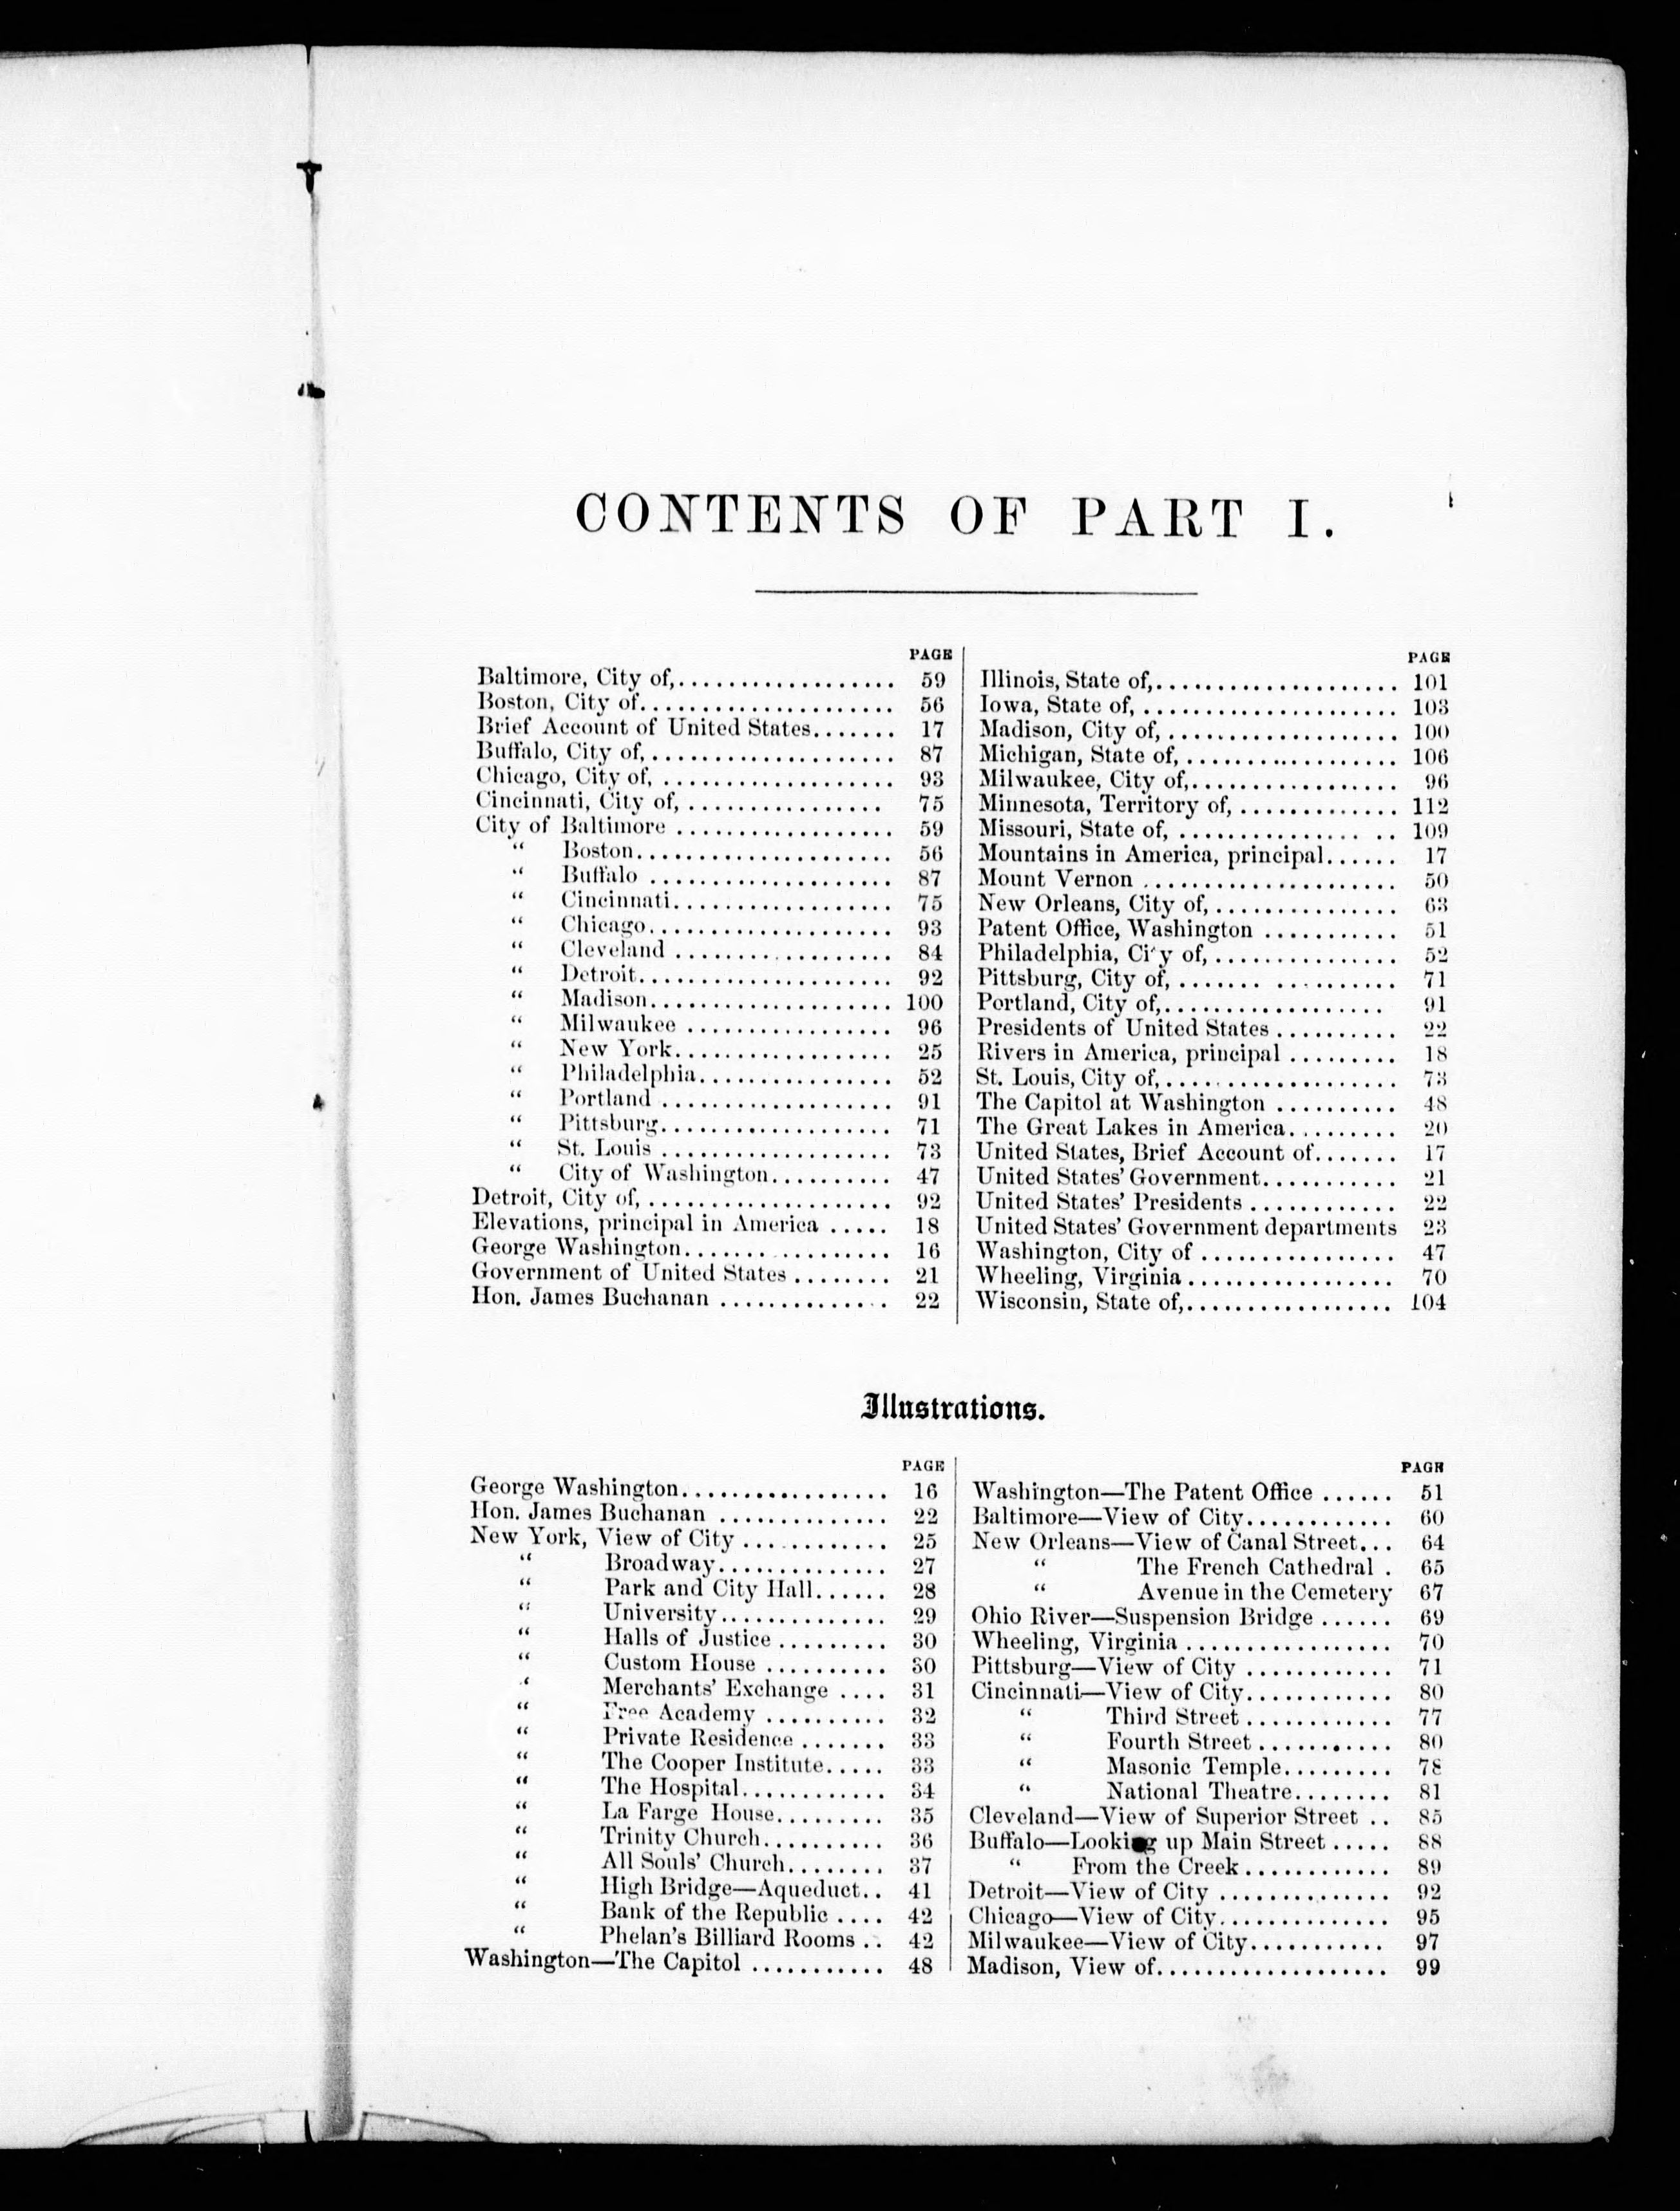 CONTENTS OF PART I.
PAGE
Baltimore, City of,................... 59
Boston, City of...................... 56
Brief Account of United States....... 17
Buffalo, City of, .................... 87
Chicago, City of, ................... 93
Cincinnati, City of, ................ 75
City of Baltimore .................. 59
“ Boston..................... 56
“ Buffalo .................... 87
“ Cincinnati.................. 75
“ Chicago.................... 93
“ Cleveland .................. 84
“ Detroit..................... 92
“ Madison.................... 100
“ Milwaukee ................. 96
“ New York.................. 25
“ Philadelphia................ 52
“ Portland ................... 91
“ Pittsburg................... 71
“ St. Louis ................... 73
“ City of Washington.......... 47
Detroit, City of, .................... 92
Elevations, principal in America ..... 18
George Washington................. 16
Government of United States ........ 21
Hon. James Buchanan .............. 22
PAGE
Illinois, State of,.................... 101
Iowa, State of, ..................... 103
Madison, City of, ................... 100
Michigan, State of, .................. 106
Milwaukee, City of,................. 96
Minnesota, Territory of, ............. 112
Missouri, State of, ................. 109
Mountains in America, principal...... 17
Mount Vernon ..................... 50
New Orleans, City of, ............... 63
Patent Office, Washington ........... 51
Philadelphia, City of, ............... 52
Pittsburg, City of, ................. 71
Portland, City of,.................. 91
Presidents of United States .......... 22
Rivers in America, principal ......... 18
St. Louis, City of,................... 73
The Capitol at Washington .......... 48
The Great Lakes in America......... 20
United States, Brief Account of....... 17
United States’ Government........... 21
United States’ Presidents ............ 22
United States’ Government departments 23
Washington, City of ................ 47
Wheeling, Virginia ................. 70
Wisconsin, State of,................. 104
Illustrations.
PAGE
George Washington................. 16
Hon. James Buchanan .............. 22
New York, View of City ............ 25
“ Broadway.............. 27
“ Park and City Hall...... 28
“ University.............. 29
“ Halls of Justice ......... 30
“ Custom House .......... 30
“ Merchants’ Exchange .... 31
“ Free Academy .......... 32
“ Private Residence ....... 33
“ The Cooper Institute..... 33
“ The Hospital............ 34
“ La Farge House......... 35
“ Trinity Church.......... 36
“ All Souls’ Church........ 37
“ High Bridge—Aqueduct.. 41
“ Bank of the Republic .... 42
“ Phelan’s Billiard Rooms .. 42
Washington—The Capitol ........... 48
PAGE
Washington—The Patent Office ...... 51
Baltimore—View of City............ 60
New Orleans—View of Canal Street... 64
“ The French Cathedral . 65
“ Avenue in the Cemetery 67
Ohio River—Suspension Bridge ...... 69
Wheeling, Virginia ................. 70
Pittsburg—View of City ............ 71
Cincinnati—View of City............ 80
“ Third Street ............ 77
“ Fourth Street ........... 80
“ Masonic Temple......... 78
“ National Theatre........ 81
Cleveland—View of Superior Street .. 85
Buffalo—Looking up Main Street ..... 88
“ From the Creek............ 89
Detroit—View of City .............. 92
Chicago—View of City.............. 95
Milwaukee—View of City........... 97
Madison, View of................... 99